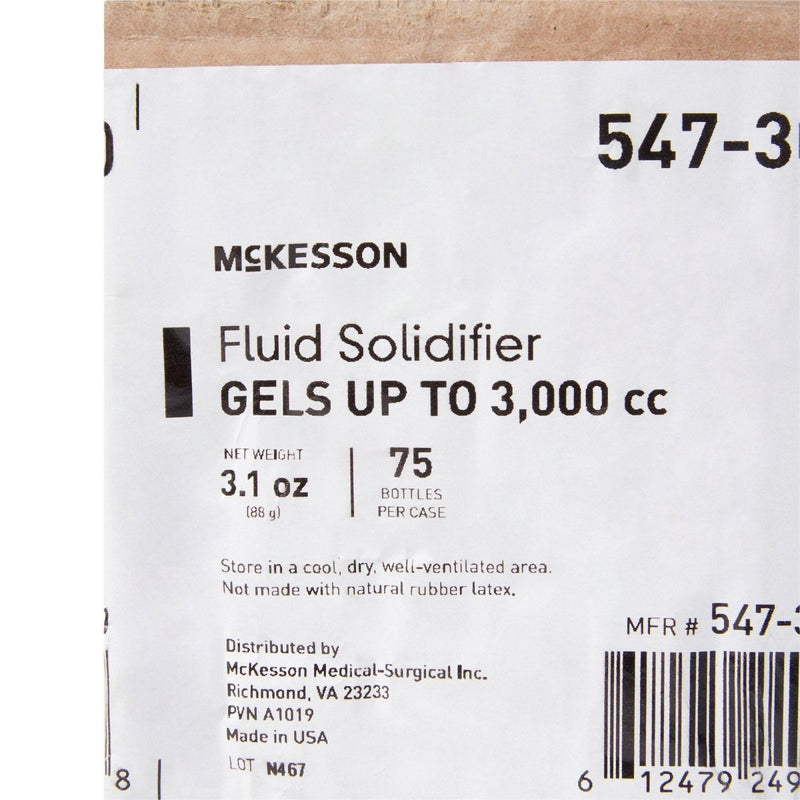 547-3
McKESSON
Fluid Solidifier
GELS UP TO 3,000 cc
NET WEIGHT
3.1 oz
(88 g)
75
BOTTLES
PER CASE
Store in a cool, dry, well-ventilated area.
Not made with natural rubber latex.
MFR # 547-3
Distributed by
McKesson Medical-Surgical Inc.
Richmond, VA 23233
PVN A1019
Made in USA
LOT N467
8
6 12479 249